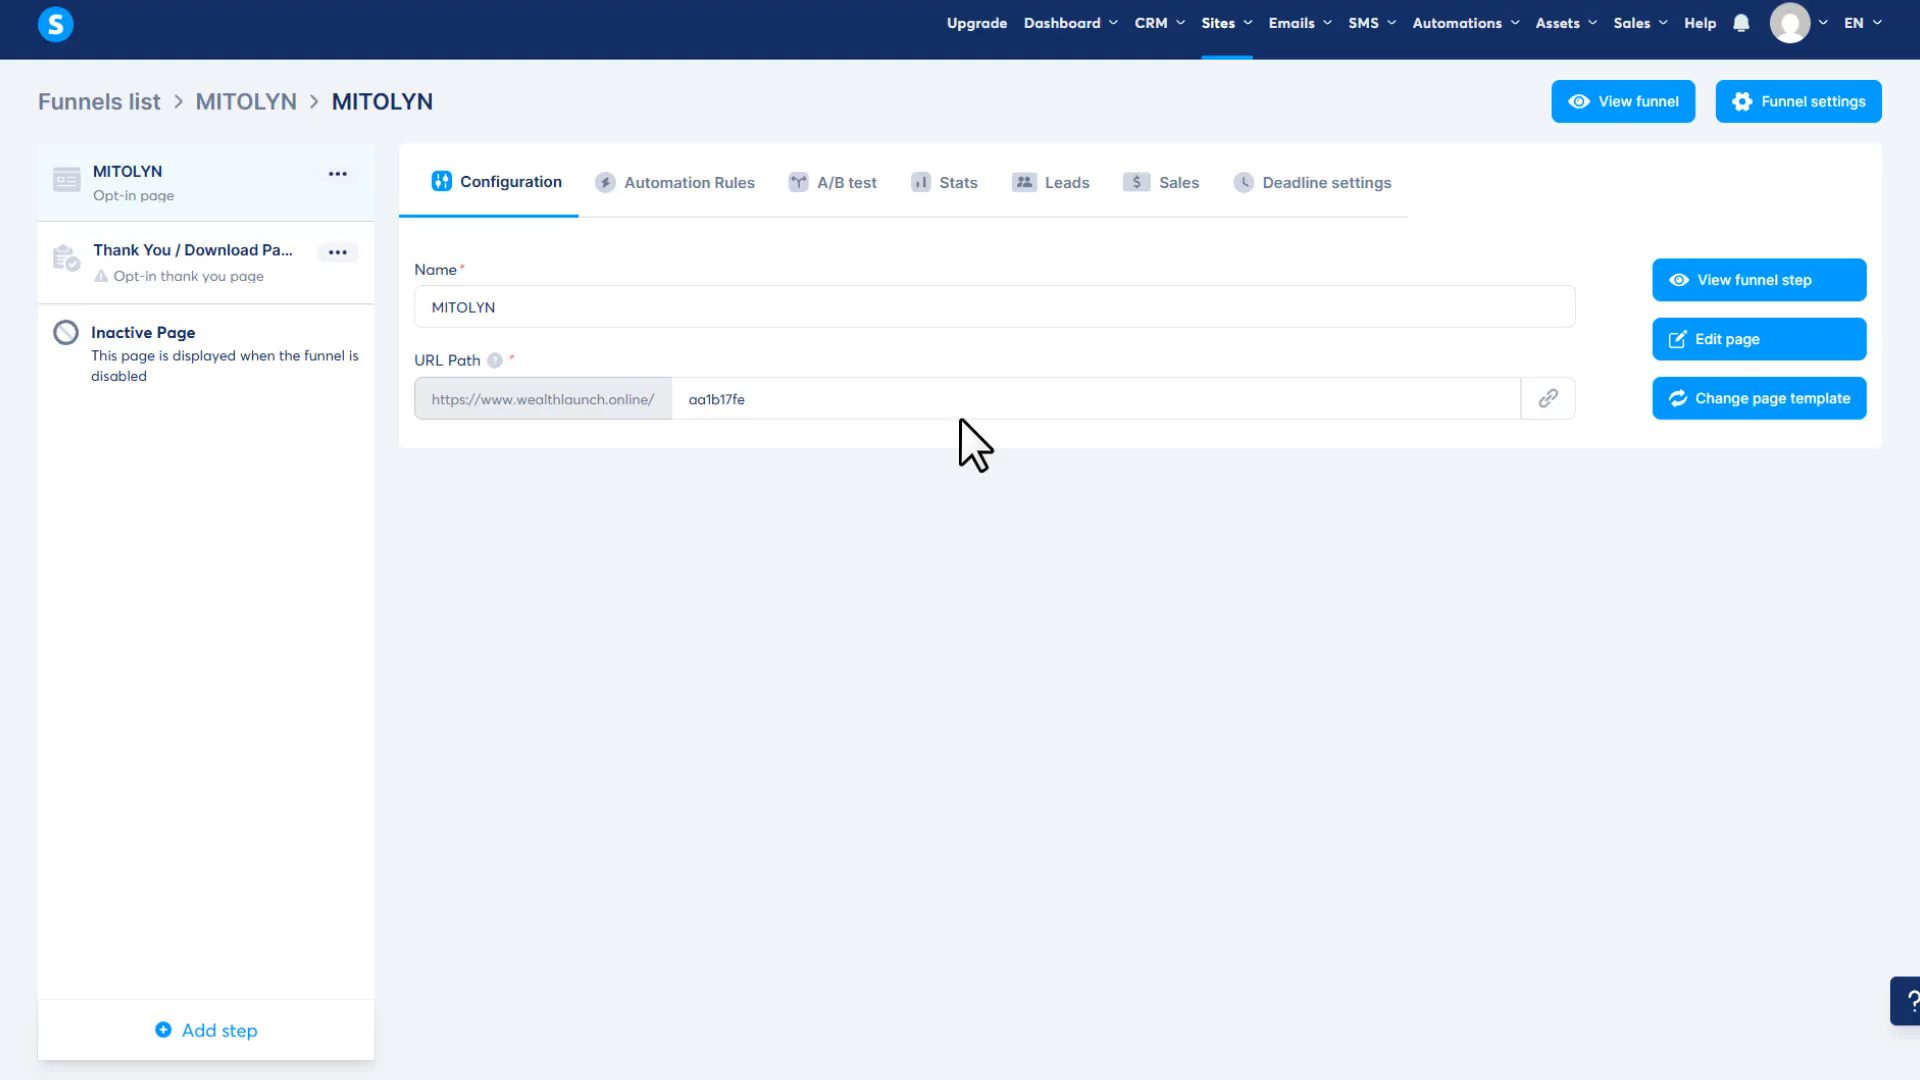 S
Upgrade Dashboard CRM Sites Emails SMS Automations Assets Sales Help EN
Funnels list > MITOLYN > MITOLYN
View funnel
Funnel settings
MITOLYN
Opt-in page
Thank You / Download Pa...
Opt-in thank you page
Inactive Page
This page is displayed when the funnel is
disabled
Add step
Configuration Automation Rules A/B test Stats Leads $ Sales Deadline settings
Name*
MITOLYN
URL Path ? *
https://www.wealthlaunch.online/ aa1b17fe
View funnel step
Edit page
Change page template
?